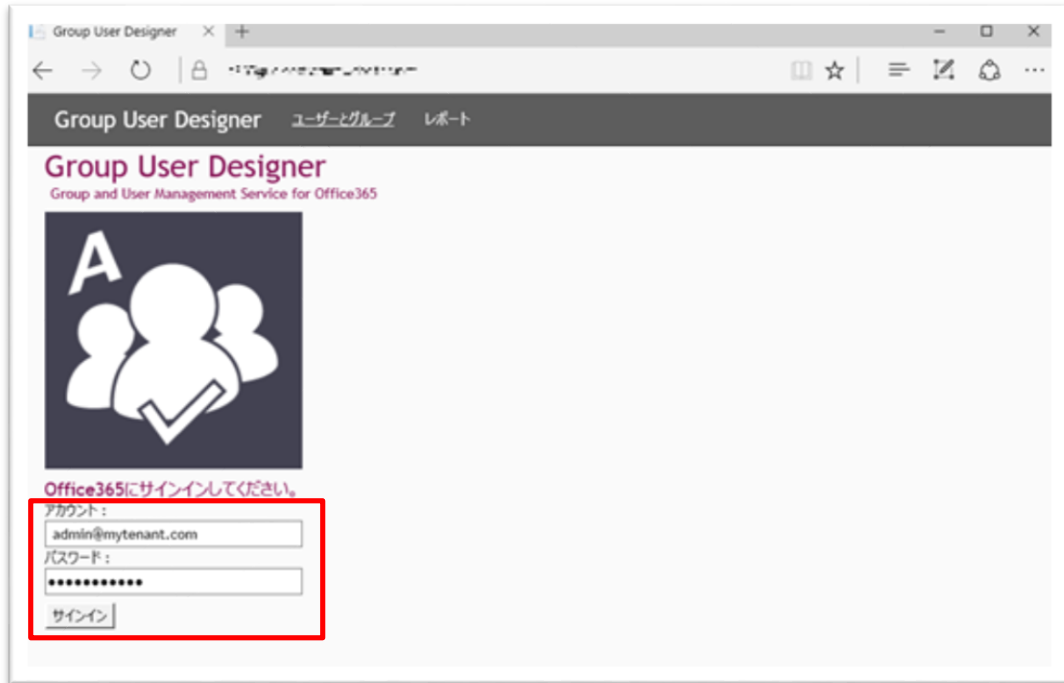 Group User Designer
Group User Designer ユーザーとグループ レポート
Group User Designer
Group and User Management Service for Office365
A
Office365にサインインしてください。
アカウント：
admin@mytenant.com
パスワード：
•••••••••••
サインイン